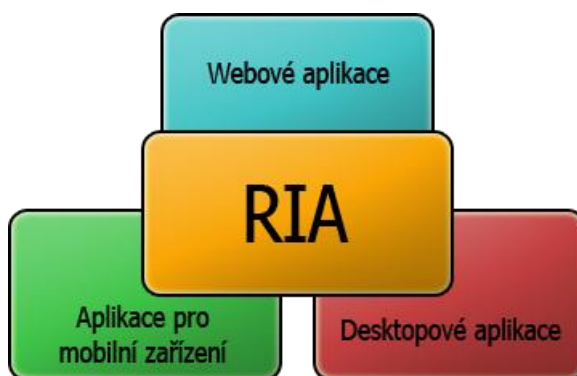 Webové aplikace
RIA
Aplikace pro
mobilní zařízení
Desktopové aplikace